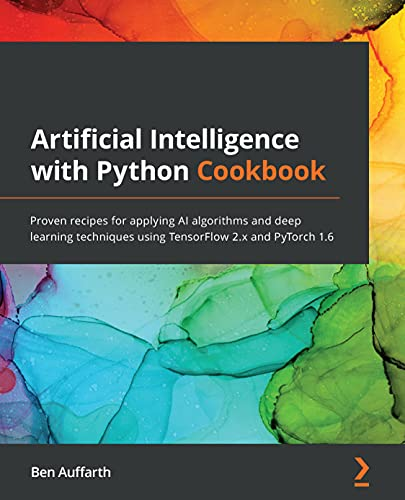 Artificial Intelligence
with Python Cookbook
Proven recipes for applying AI algorithms and deep
learning techniques using TensorFlow 2.x and PyTorch 1.6
Ben Auffarth